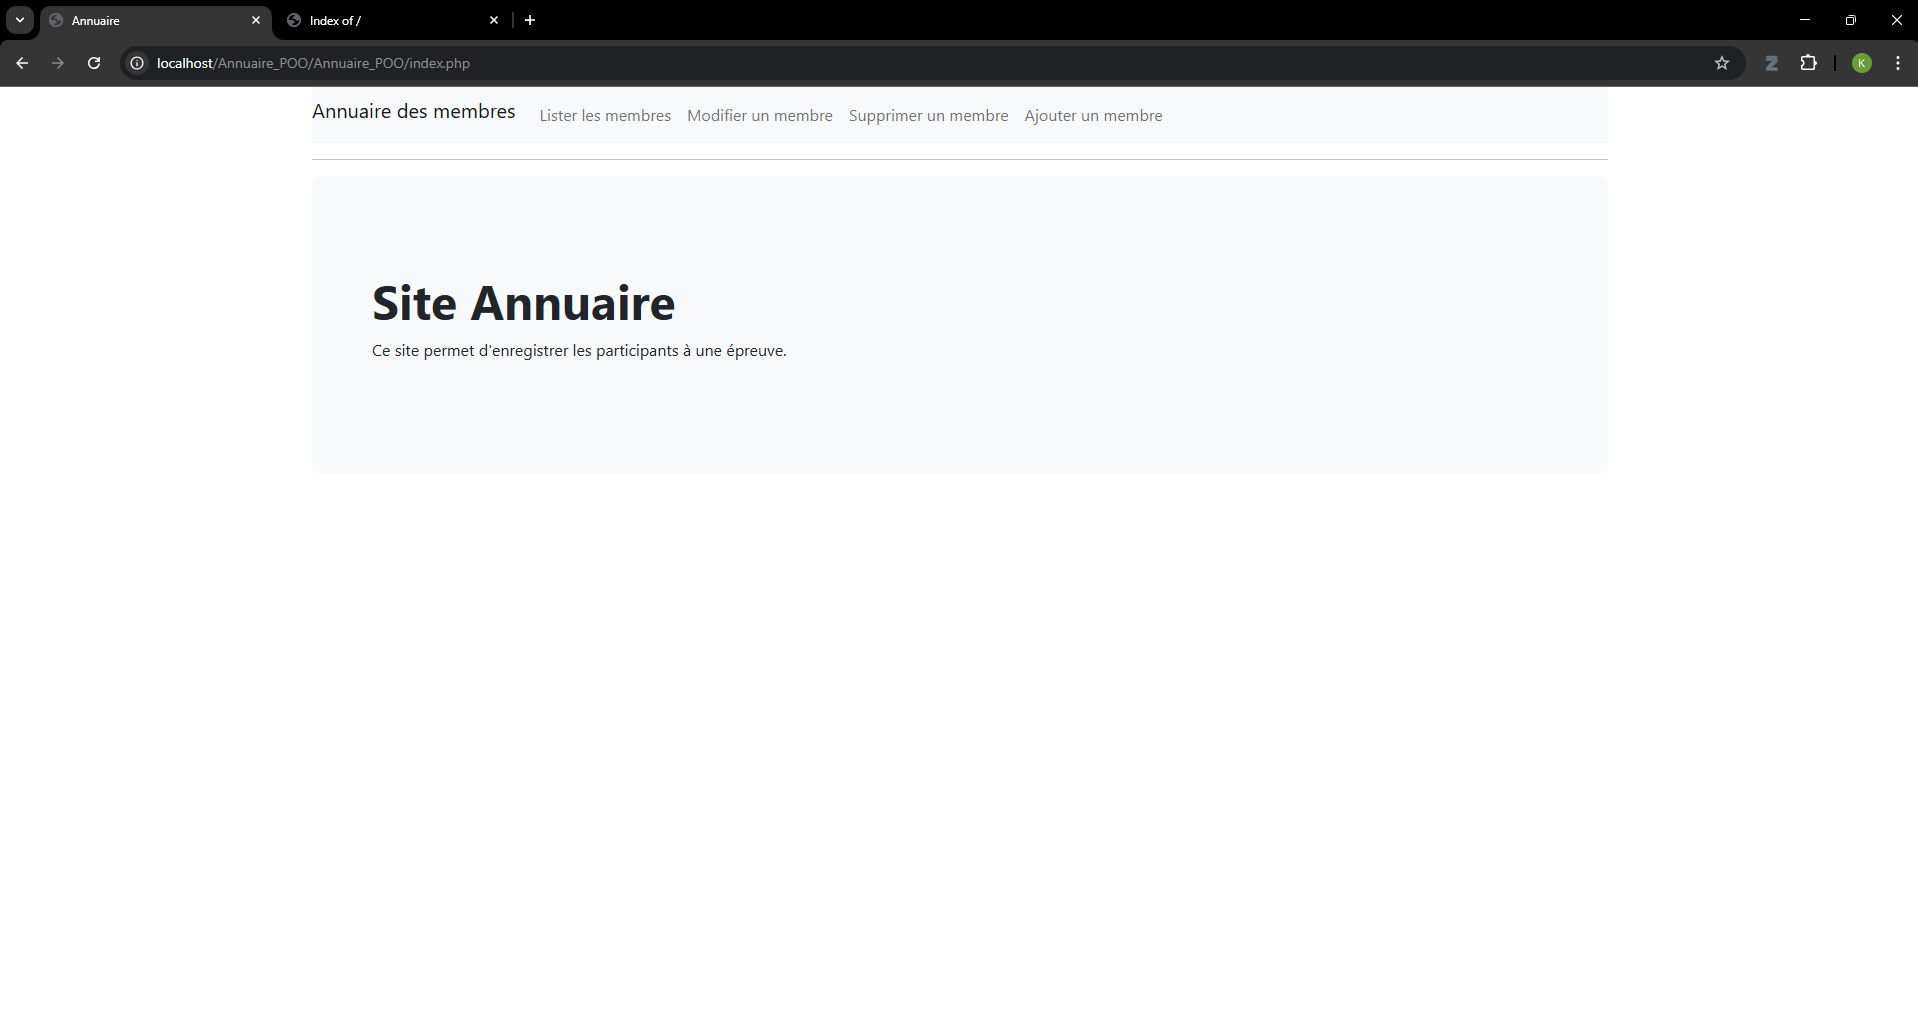 Annuaire
Index of /
localhost/Annuaire_POO/Annuaire_POO/index.php
K
Annuaire des membres
Lister les membres Modifier un membre Supprimer un membre Ajouter un membre
Site Annuaire
Ce site permet d'enregistrer les participants à une épreuve.